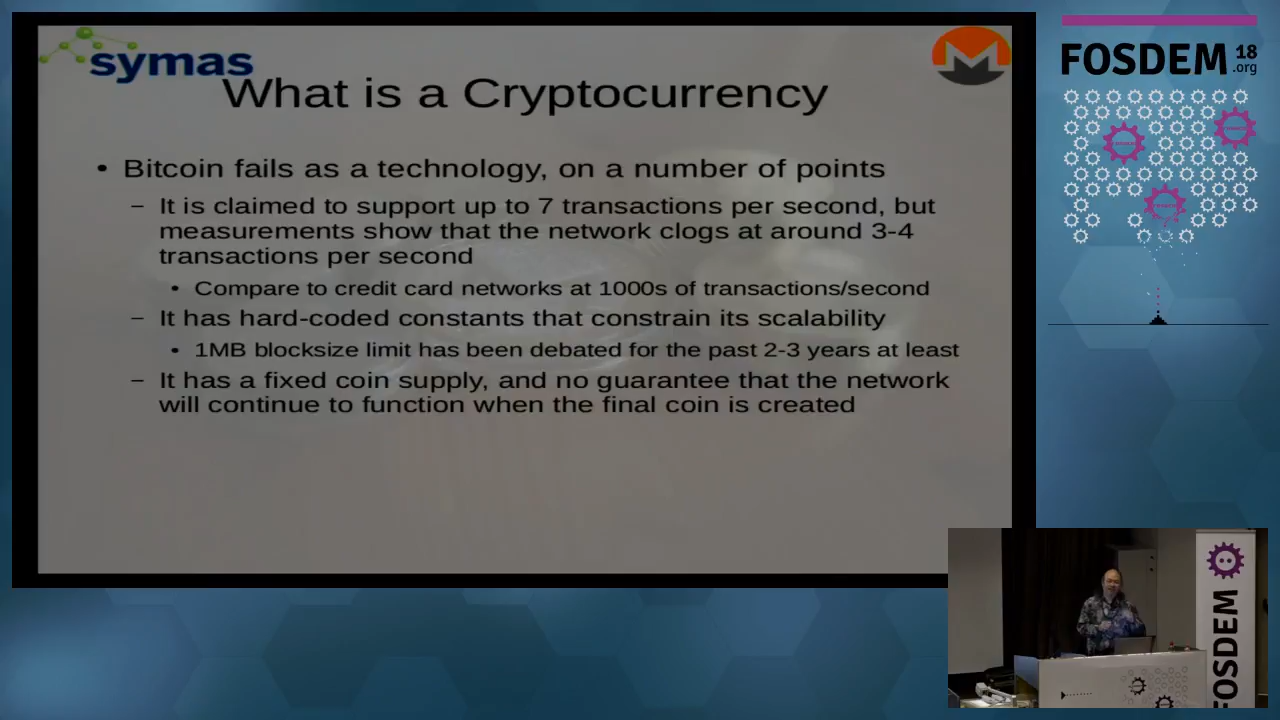 symas
What is a Cryptocurrency
• Bitcoin fails as a technology, on a number of points
– It is claimed to support up to 7 transactions per second, but
measurements show that the network clogs at around 3-4
transactions per second
• Compare to credit card networks at 1000s of transactions/second
– It has hard-coded constants that constrain its scalability
• 1MB blocksize limit has been debated for the past 2-3 years at least
– It has a fixed coin supply, and no guarantee that the network
will continue to function when the final coin is created
FOSDEM 18
.org
FOSDEM